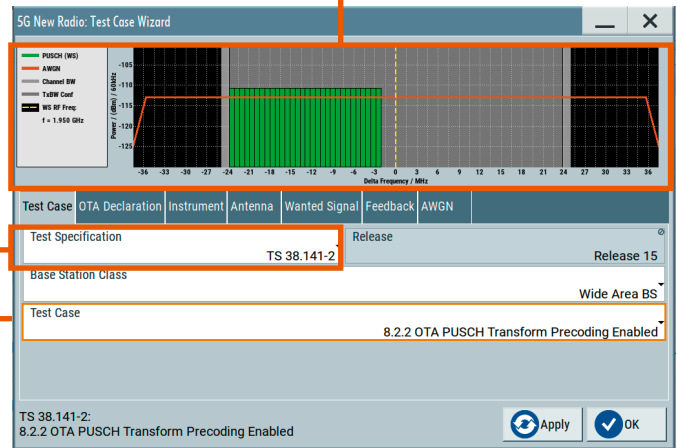 5G New Radio: Test Case Wizard
PUSCH (WS)
AWGN
Channel BW
TxBW Conf
WS RF Freq:
f = 1.950 GHz
Power / (dBm) / 60kHz
-105
-110
-115
-120
-125
-36 -33 -30 -27 -24 -21 -18 -15 -12 -9 -6 -3 0 3 6 9 12 15 18 21 24 27 30 33 36
Delta Frequency / MHz
Test Case OTA Declaration Instrument Antenna Wanted Signal Feedback AWGN
Test Specification
TS 38.141-2
Release
Release 15
Base Station Class
Wide Area BS
Test Case
8.2.2 OTA PUSCH Transform Precoding Enabled
TS 38.141-2:
8.2.2 OTA PUSCH Transform Precoding Enabled
Apply
OK